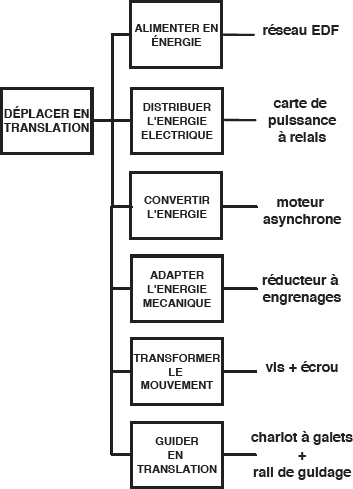 DÉPLACER EN
TRANSLATION
ALIMENTER EN
ÉNERGIE
réseau EDF
DISTRIBUER
L'ENERGIE
ELECTRIQUE
carte de
puissance
à relais
CONVERTIR
L'ENERGIE
moteur
asynchrone
ADAPTER
L'ENERGIE
MECANIQUE
réducteur à
engrenages
TRANSFORMER
LE
MOUVEMENT
vis + écrou
GUIDER
EN
TRANSLATION
chariot à galets
+
rail de guidage